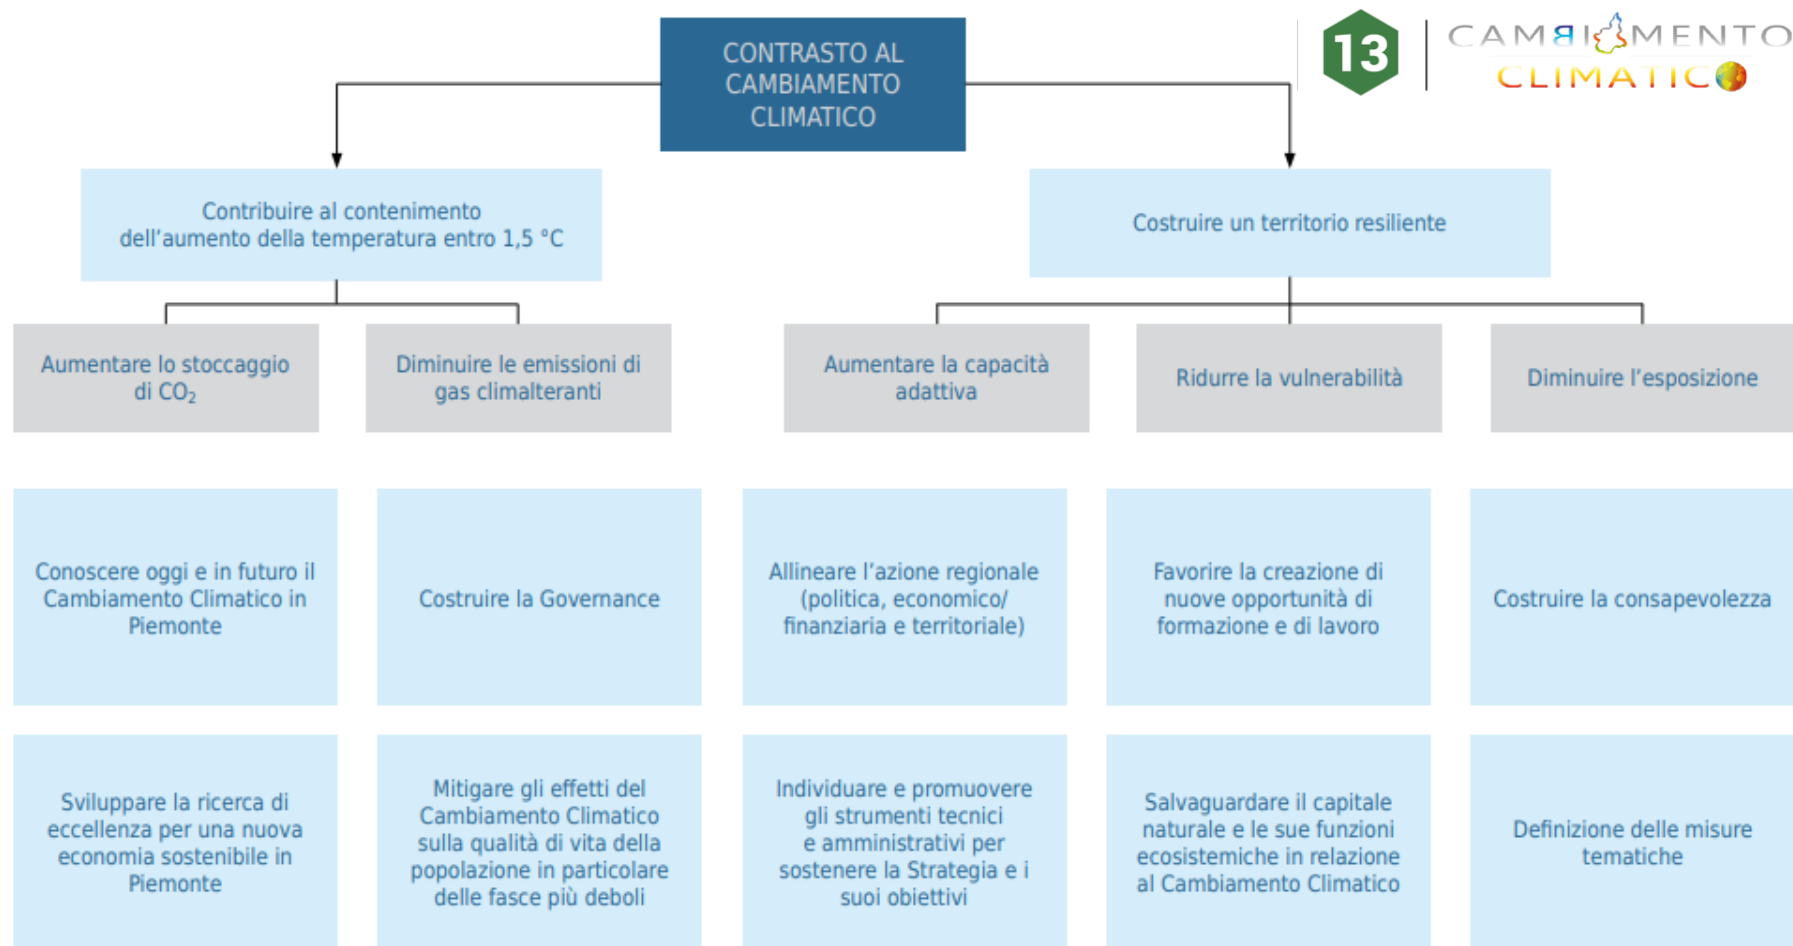 CONTRASTO AL
CAMBIAMENTO
CLIMATICO
13
CAMBIAMENTO
CLIMATICO
Contribuire al contenimento
dell’aumento della temperatura entro 1,5 °C
Costruire un territorio resiliente
Aumentare lo stoccaggio
di CO₂
Diminuire le emissioni di
gas climalteranti
Aumentare la capacità
adattiva
Ridurre la vulnerabilità
Diminuire l’esposizione
Conoscere oggi e in futuro il
Cambiamento Climatico in
Piemonte
Costruire la Governance
Allineare l’azione regionale
(politica, economico/
finanziaria e territoriale)
Favorire la creazione di
nuove opportunità di
formazione e di lavoro
Costruire la consapevolezza
Sviluppare la ricerca di
eccellenza per una nuova
economia sostenibile in
Piemonte
Mitigare gli effetti del
Cambiamento Climatico
sulla qualità di vita della
popolazione in particolare
delle fasce più deboli
Individuare e promuovere
gli strumenti tecnici
e amministrativi per
sostenere la Strategia e i
suoi obiettivi
Salvaguardare il capitale
naturale e le sue funzioni
ecosistemiche in relazione
al Cambiamento Climatico
Definizione delle misure
tematiche